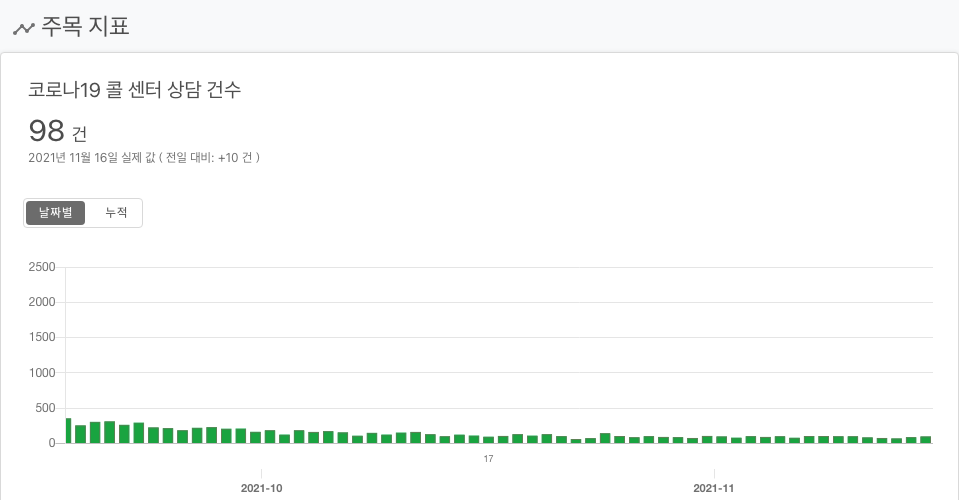 주목 지표
코로나19 콜 센터 상담 건수
98 건
2021년 11월 16일 실제 값 ( 전일 대비: +10 건 )
날짜별 누적
2500
2000
1500
1000
500
0
17
2021-10 2021-11